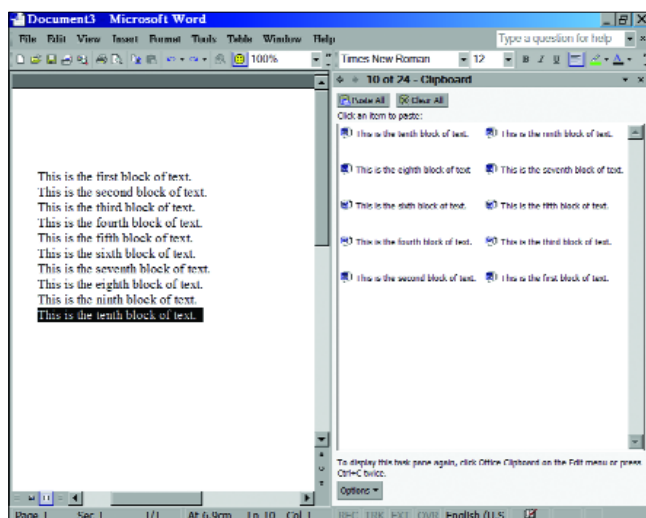 Document3 Microsoft Word
File Edit View Insert Format Tools Table Window Help
Type a question for help
100%
Times New Roman 12 B I U
10 of 24 - Clipboard
Paste All Clear All
Click an item to paste:
This is the tenth block of text. This is the ninth block of text.
This is the eighth block of text This is the seventh block of text.
This is the sixth block of text. This is the fifth block of text.
This is the fourth block of text. This is the third block of text.
This is the second block of text. This is the first block of text.
To display this task pane again, click Office Clipboard on the Edit menu or press
Ctrl+C twice.
Options
This is the first block of text.
This is the second block of text.
This is the third block of text.
This is the fourth block of text.
This is the fifth block of text.
This is the sixth block of text.
This is the seventh block of text.
This is the eighth block of text.
This is the ninth block of text.
This is the tenth block of text.
Page 1 Sec 1 1/1 At 6.9cm Ln 10 Col 1 REC TRK EXT OVR English (U.S